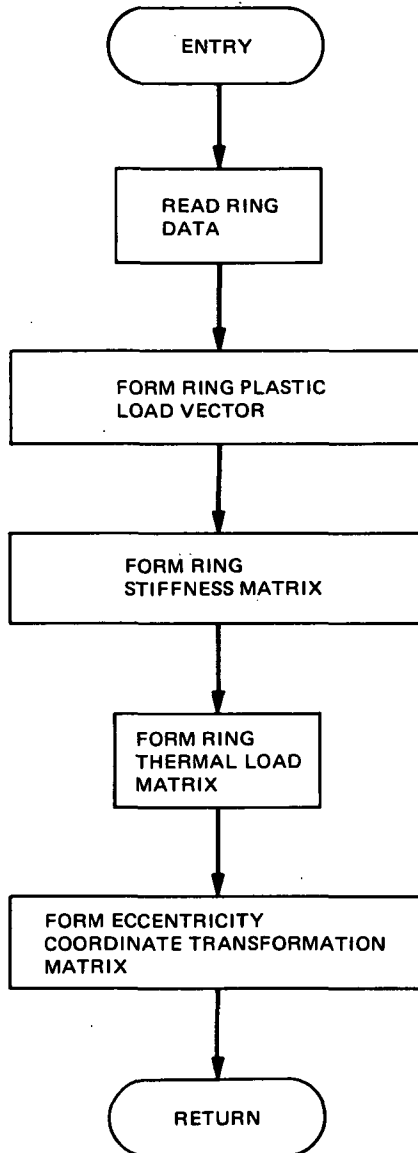 ENTRY
READ RING
DATA
FORM RING PLASTIC
LOAD VECTOR
FORM RING
STIFFNESS MATRIX
FORM RING
THERMAL LOAD
MATRIX
FORM ECCENTRICITY
COORDINATE TRANSFORMATION
MATRIX
RETURN